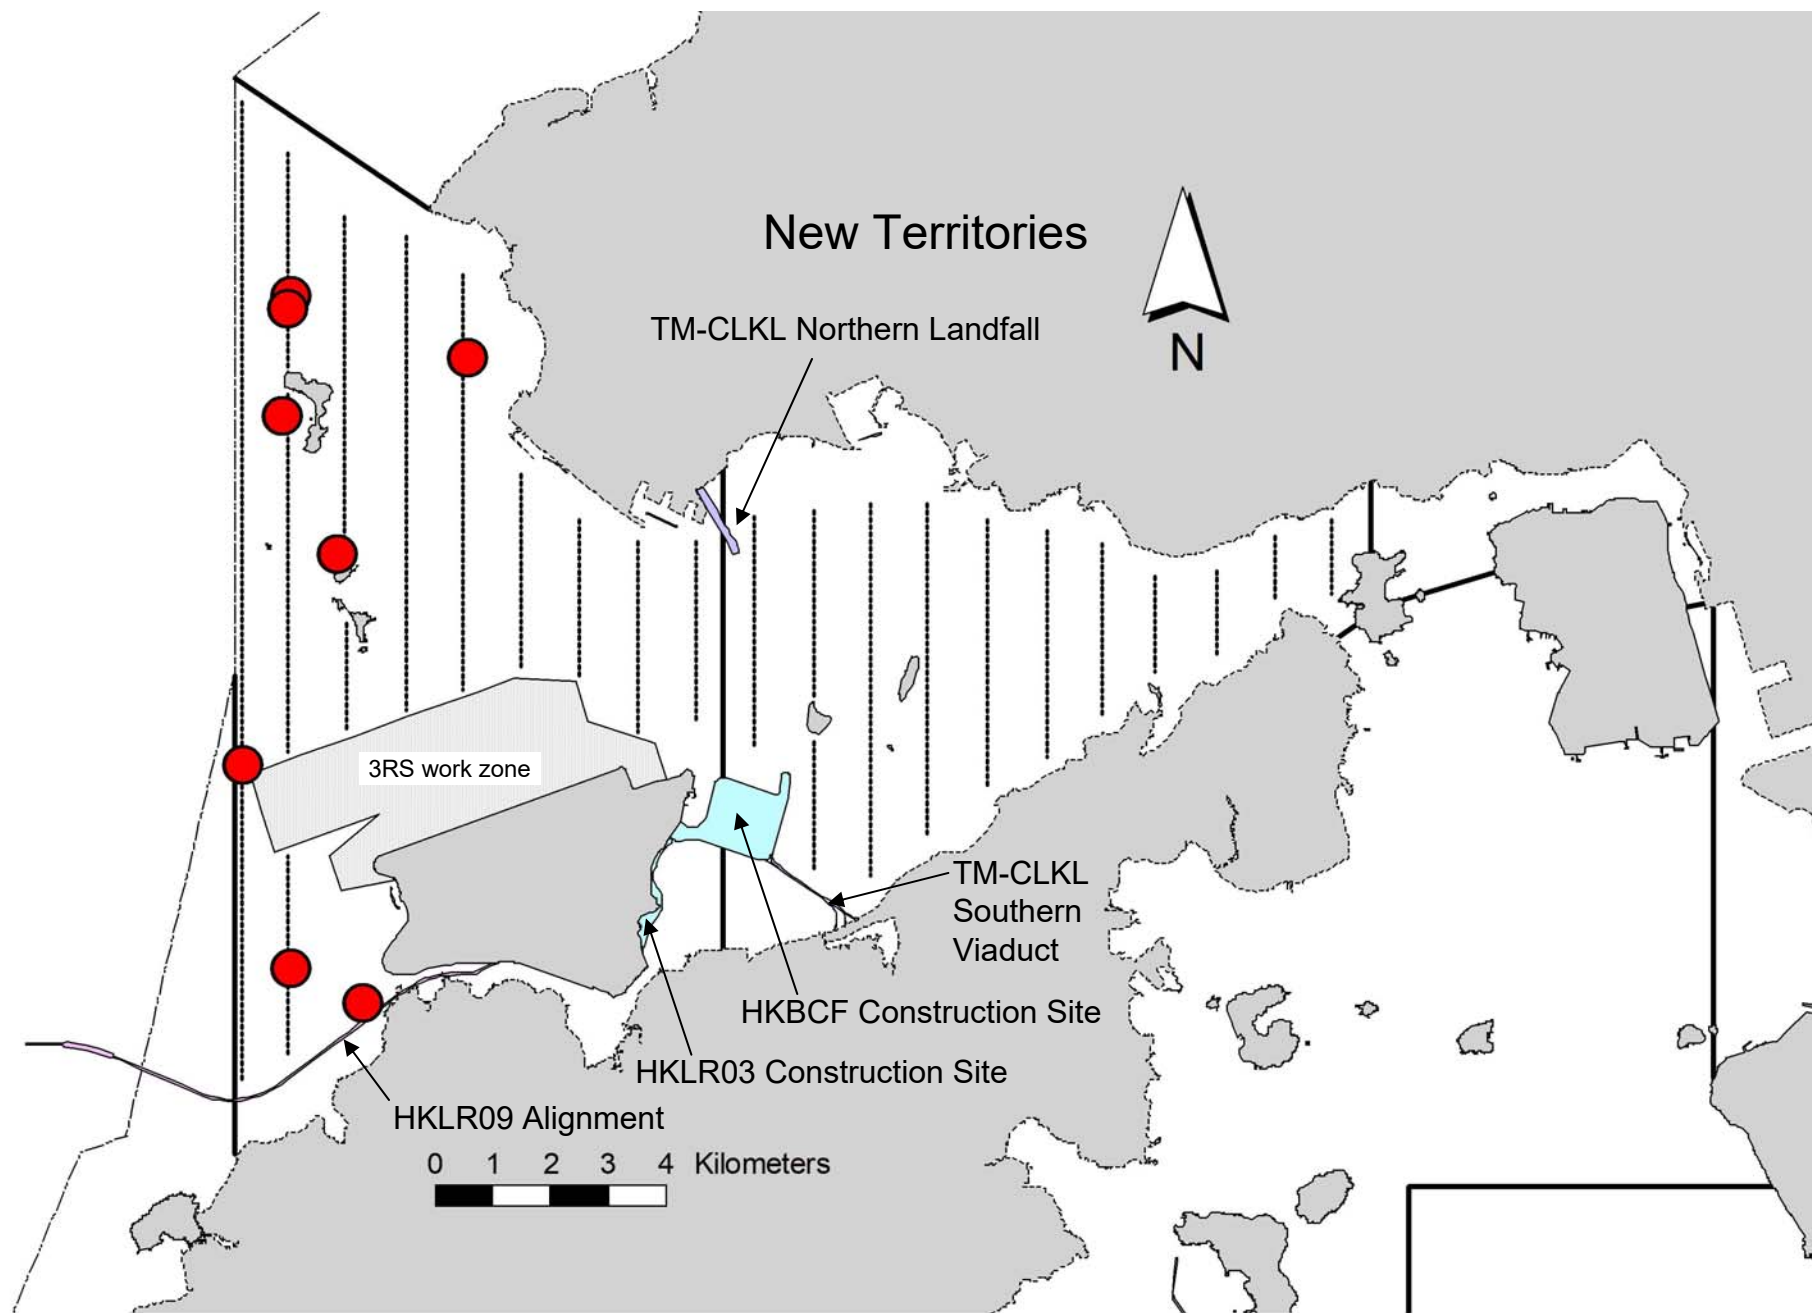 New Territories
TM-CLKL Northern Landfall
N
3RS work zone
TM-CLKL
Southern
Viaduct
HKBCF Construction Site
HKLR03 Construction Site
HKLR09 Alignment
0 1 2 3 4 Kilometers